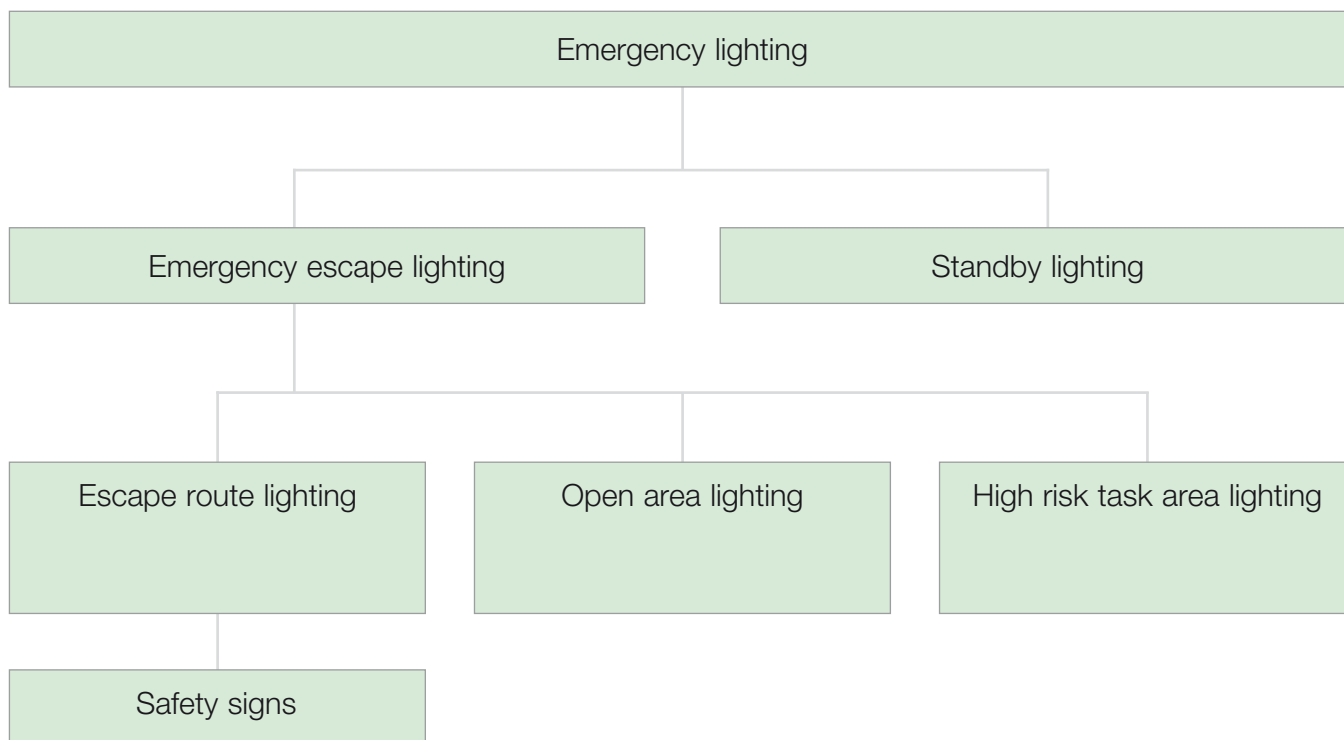 Emergency lighting
Emergency escape lighting
Standby lighting
Escape route lighting
Open area lighting
High risk task area lighting
Safety signs